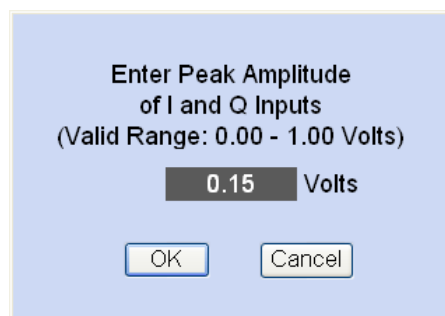 Enter Peak Amplitude
of I and Q Inputs
(Valid Range: 0.00 - 1.00 Volts)
0.15 Volts
OK Cancel